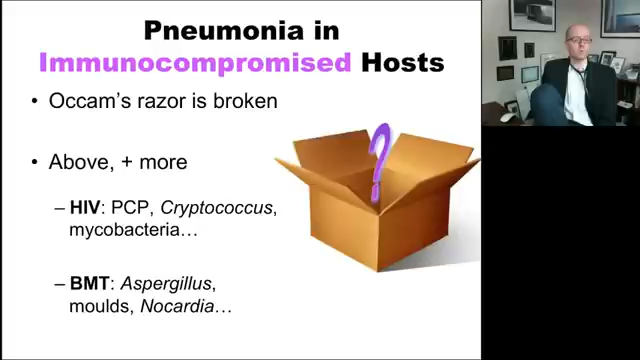 Pneumonia in
Immunocompromised Hosts
• Occam's razor is broken
• Above, + more
– HIV: PCP, Cryptococcus,
mycobacteria…
– BMT: Aspergillus,
moulds, Nocardia…
?